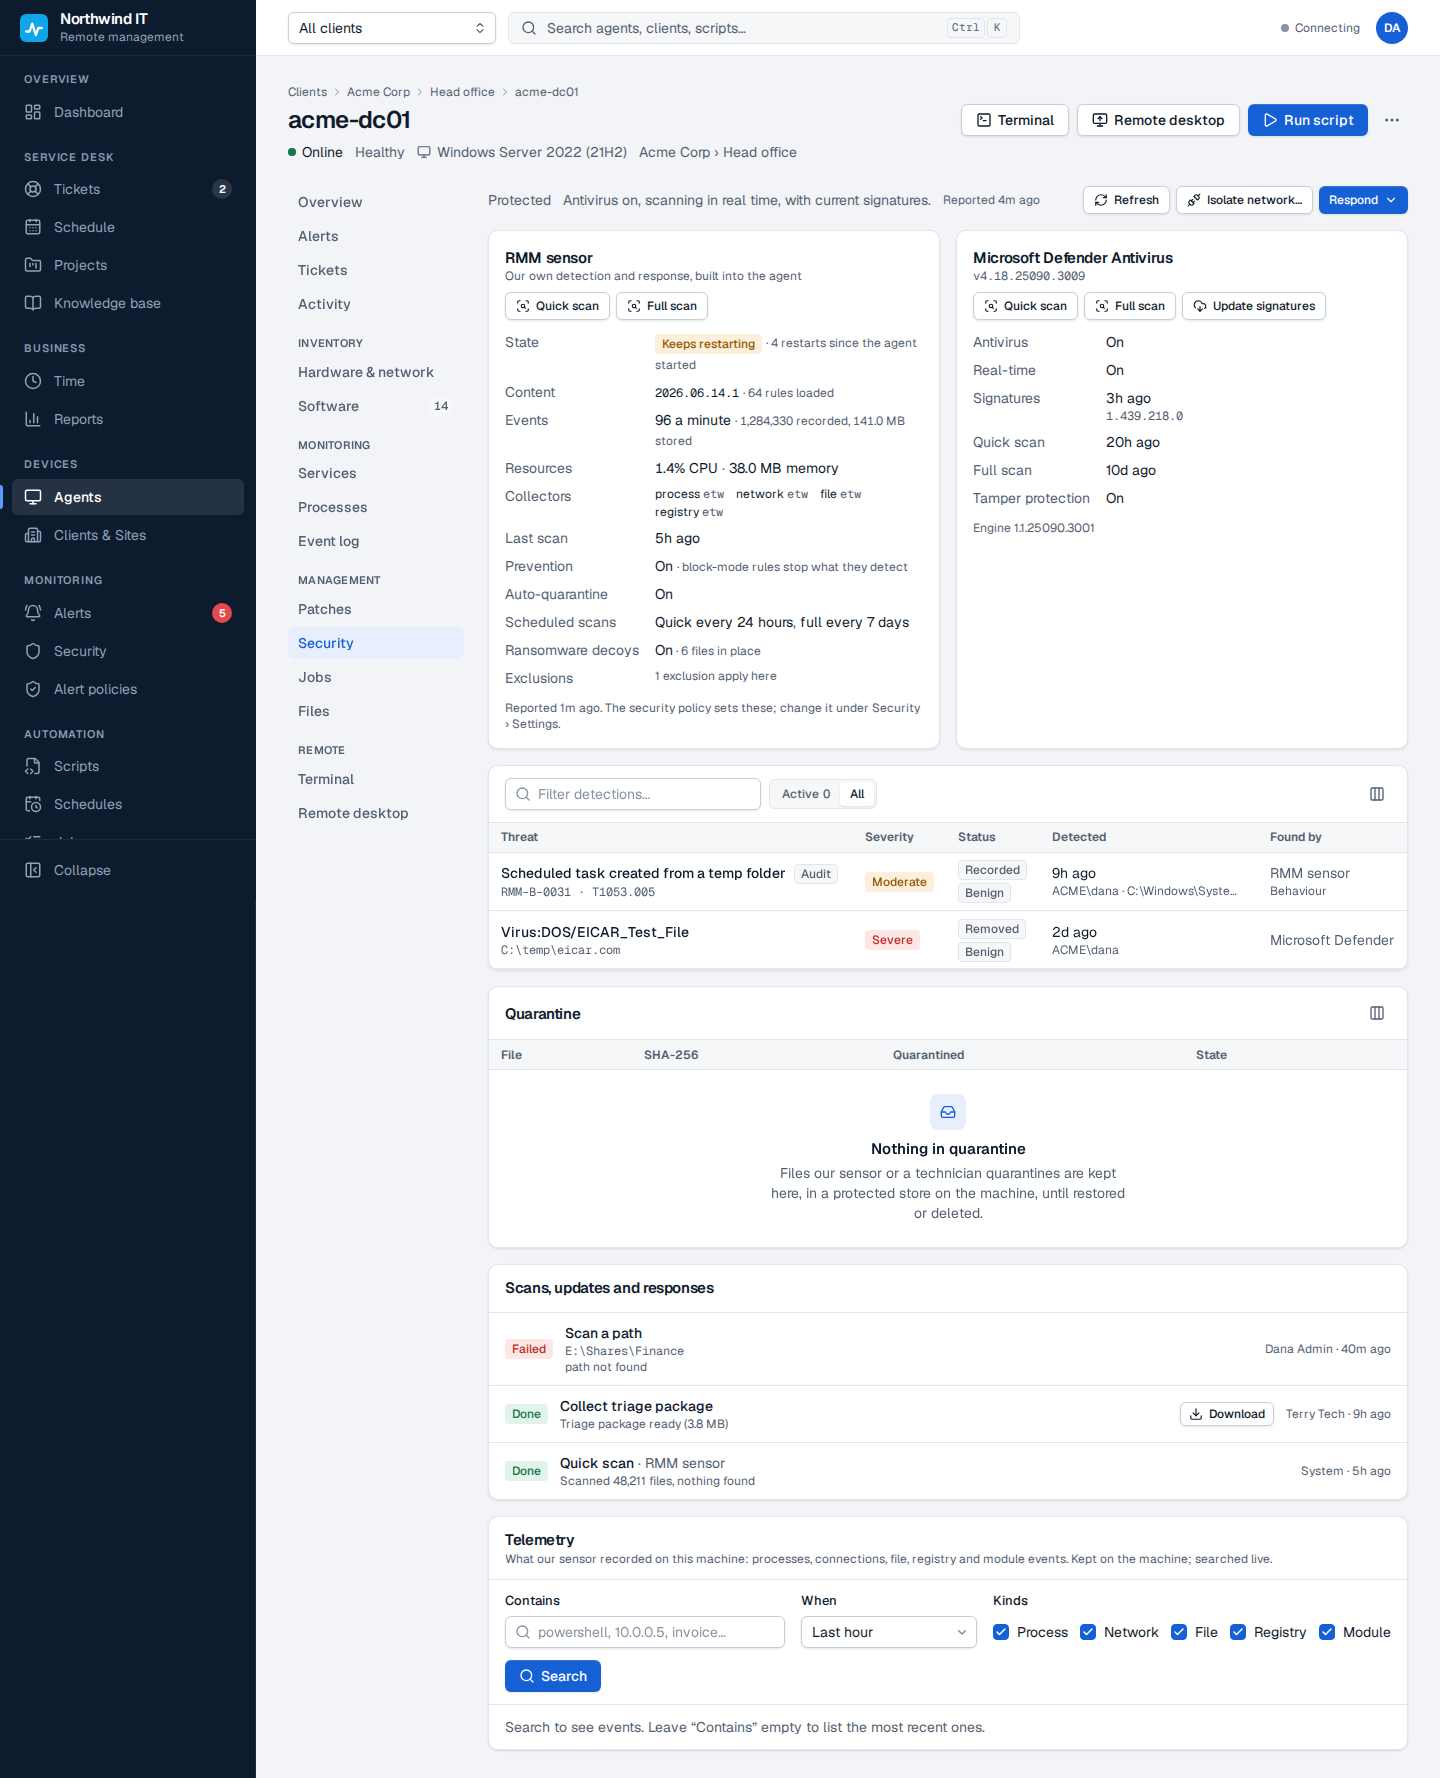 Northwind IT
Remote management
OVERVIEW
Dashboard
SERVICE DESK
Tickets 2
Schedule
Projects
Knowledge base
BUSINESS
Time
Reports
DEVICES
Agents
Clients & Sites
MONITORING
Alerts 5
Security
Alert policies
AUTOMATION
Scripts
Schedules
Collapse
All clients
Search agents, clients, scripts... Ctrl K
Connecting
DA
Clients › Acme Corp › Head office › acme-dc01
acme-dc01
Terminal
Remote desktop
Run script
Online Healthy Windows Server 2022 (21H2) Acme Corp › Head office
Overview
Alerts
Tickets
Activity
INVENTORY
Hardware & network
Software 14
MONITORING
Services
Processes
Event log
MANAGEMENT
Patches
Security
Jobs
Files
REMOTE
Terminal
Remote desktop
Protected Antivirus on, scanning in real time, with current signatures. Reported 4m ago
Refresh
Isolate network...
Respond
RMM sensor
Our own detection and response, built into the agent
Quick scan
Full scan
State Keeps restarting · 4 restarts since the agent
started
Content 2026.06.14.1 · 64 rules loaded
Events 96 a minute · 1,284,330 recorded, 141.0 MB
stored
Resources 1.4% CPU · 38.0 MB memory
Collectors process etw network etw file etw
registry etw
Last scan 5h ago
Prevention On · block-mode rules stop what they detect
Auto-quarantine On
Scheduled scans Quick every 24 hours, full every 7 days
Ransomware decoys On · 6 files in place
Exclusions 1 exclusion apply here
Reported 1m ago. The security policy sets these; change it under Security
› Settings.
Microsoft Defender Antivirus
v4.18.25090.3009
Quick scan
Full scan
Update signatures
Antivirus On
Real-time On
Signatures 3h ago
1.439.218.0
Quick scan 20h ago
Full scan 10d ago
Tamper protection On
Engine 1.1.25090.3001
Filter detections...
Active 0 All
Threat Severity Status Detected Found by
Scheduled task created from a temp folder Audit
RMM-B-0031 · T1053.005
Moderate
Recorded
Benign
9h ago
ACME\dana · C:\Windows\Syste...
RMM sensor
Behaviour
Virus:DOS/EICAR_Test_File
C:\temp\eicar.com
Severe
Removed
Benign
2d ago
ACME\dana
Microsoft Defender
Quarantine
File SHA-256 Quarantined State
Nothing in quarantine
Files our sensor or a technician quarantines are kept
here, in a protected store on the machine, until restored
or deleted.
Scans, updates and responses
Failed
Scan a path
E:\Shares\Finance
path not found
Dana Admin · 40m ago
Done
Collect triage package
Triage package ready (3.8 MB)
Download
Terry Tech · 9h ago
Done
Quick scan · RMM sensor
Scanned 48,211 files, nothing found
System · 5h ago
Telemetry
What our sensor recorded on this machine: processes, connections, file, registry and module events. Kept on the machine; searched live.
Contains When Kinds
powershell, 10.0.0.5, invoice... Last hour Process Network File Registry Module
Search
Search to see events. Leave “Contains” empty to list the most recent ones.